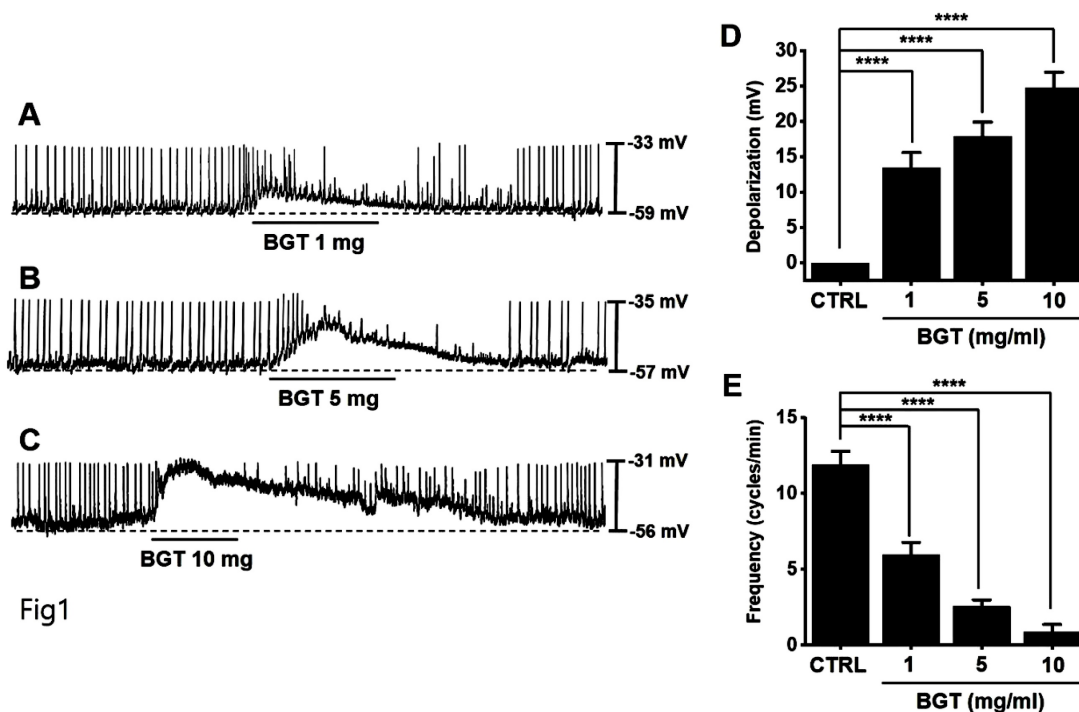 A
-33 mV
-59 mV
BGT 1 mg
B
-35 mV
-57 mV
BGT 5 mg
C
-31 mV
-56 mV
BGT 10 mg
Fig1
D
****
****
****
Depolarization (mV)
30
25
20
15
10
5
0
CTRL 1 5 10
BGT (mg/ml)
E
****
****
****
Frequency (cycles/min)
15
10
5
0
CTRL 1 5 10
BGT (mg/ml)